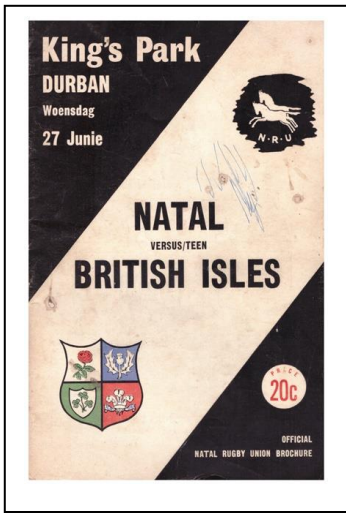 King's Park
DURBAN
Woensdag
27 Junie
N·R·U
NATAL
VERSUS/TEEN
BRITISH ISLES
PRICE
20c
OFFICIAL
NATAL RUGBY UNION BROCHURE